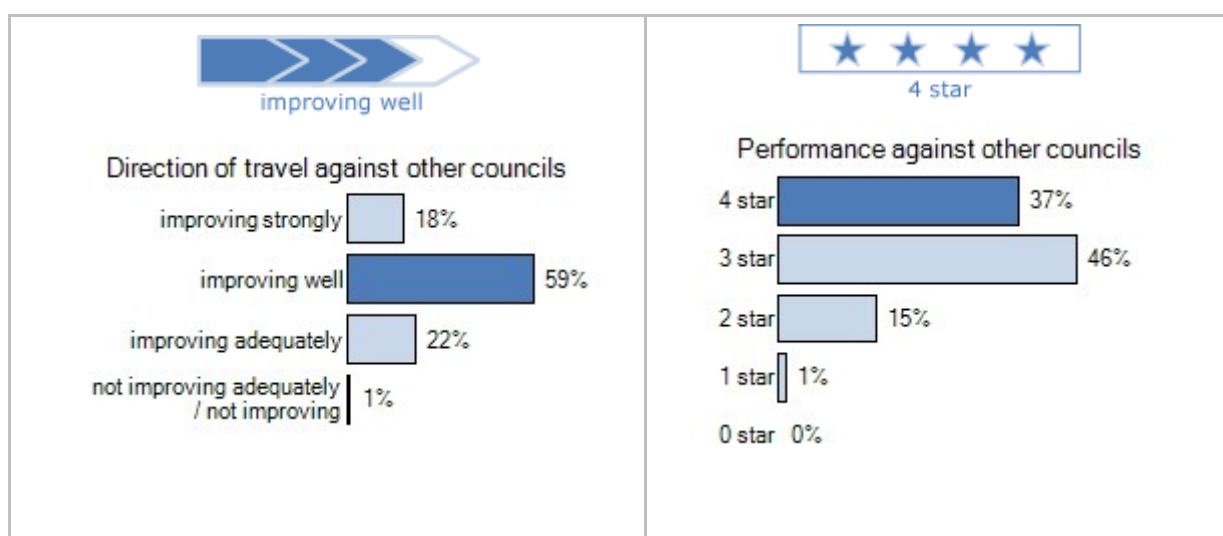 improving well
Direction of travel against other councils
improving strongly 18%
improving well 59%
improving adequately 22%
not improving adequately
/ not improving 1%
4 star
Performance against other councils
4 star 37%
3 star 46%
2 star 15%
1 star 1%
0 star 0%